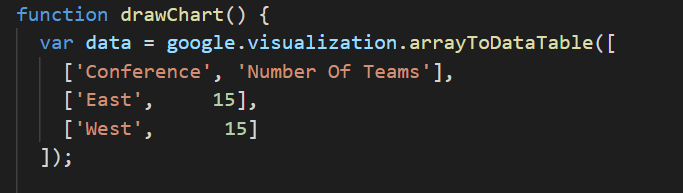 function drawChart() {
var data = google.visualization.arrayToDataTable([
['Conference', 'Number Of Teams'],
['East',     15],
['West',      15]
]);